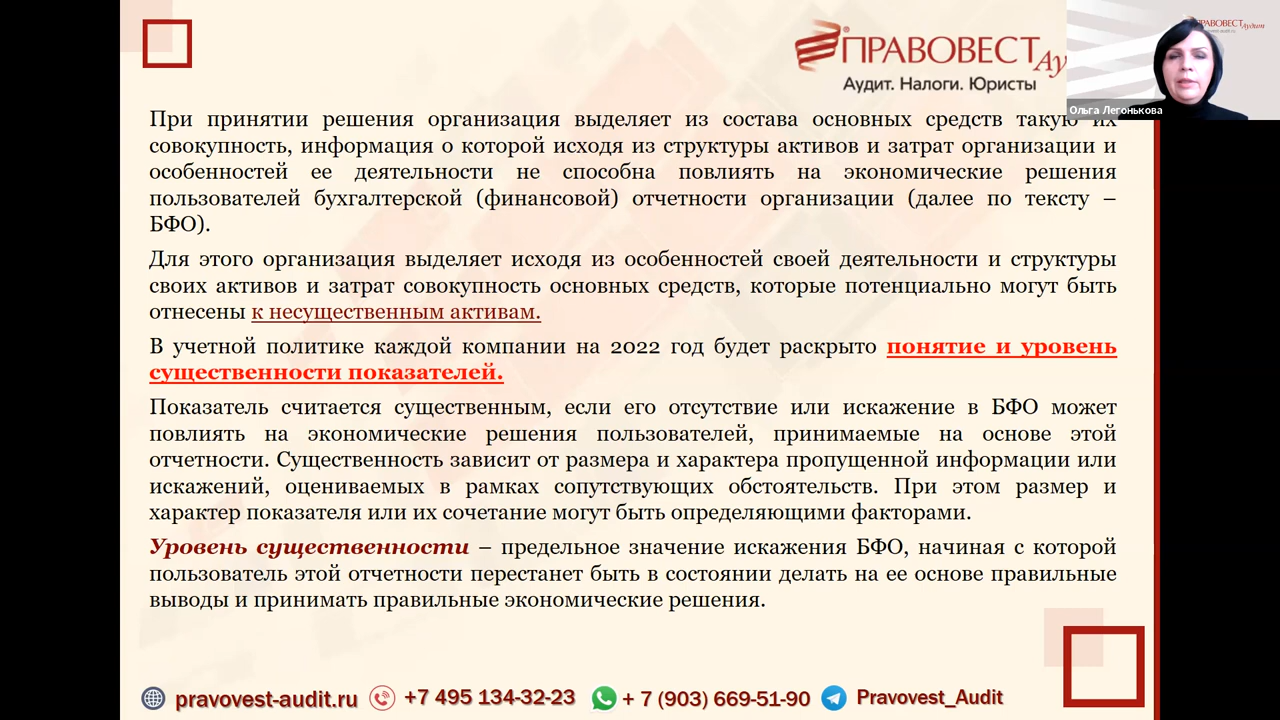 ПРАВОВЕСТ Ау
Аудит. Налоги. Юристы
ПРАВОВЕСТ Аудит
pravovest-audit.ru
Ольга Легонькова
При принятии решения организация выделяет из состава основных средств такую их
совокупность, информация о которой исходя из структуры активов и затрат организации и
особенностей ее деятельности не способна повлиять на экономические решения
пользователей бухгалтерской (финансовой) отчетности организации (далее по тексту –
БФО).
Для этого организация выделяет исходя из особенностей своей деятельности и структуры
своих активов и затрат совокупность основных средств, которые потенциально могут быть
отнесены к несущественным активам.
В учетной политике каждой компании на 2022 год будет раскрыто понятие и уровень
существенности показателей.
Показатель считается существенным, если его отсутствие или искажение в БФО может
повлиять на экономические решения пользователей, принимаемые на основе этой
отчетности. Существенность зависит от размера и характера пропущенной информации или
искажений, оцениваемых в рамках сопутствующих обстоятельств. При этом размер и
характер показателя или их сочетание могут быть определяющими факторами.
Уровень существенности – предельное значение искажения БФО, начиная с которой
пользователь этой отчетности перестанет быть в состоянии делать на ее основе правильные
выводы и принимать правильные экономические решения.
pravovest-audit.ru +7 495 134-32-23 + 7 (903) 669-51-90 Pravovest_Audit